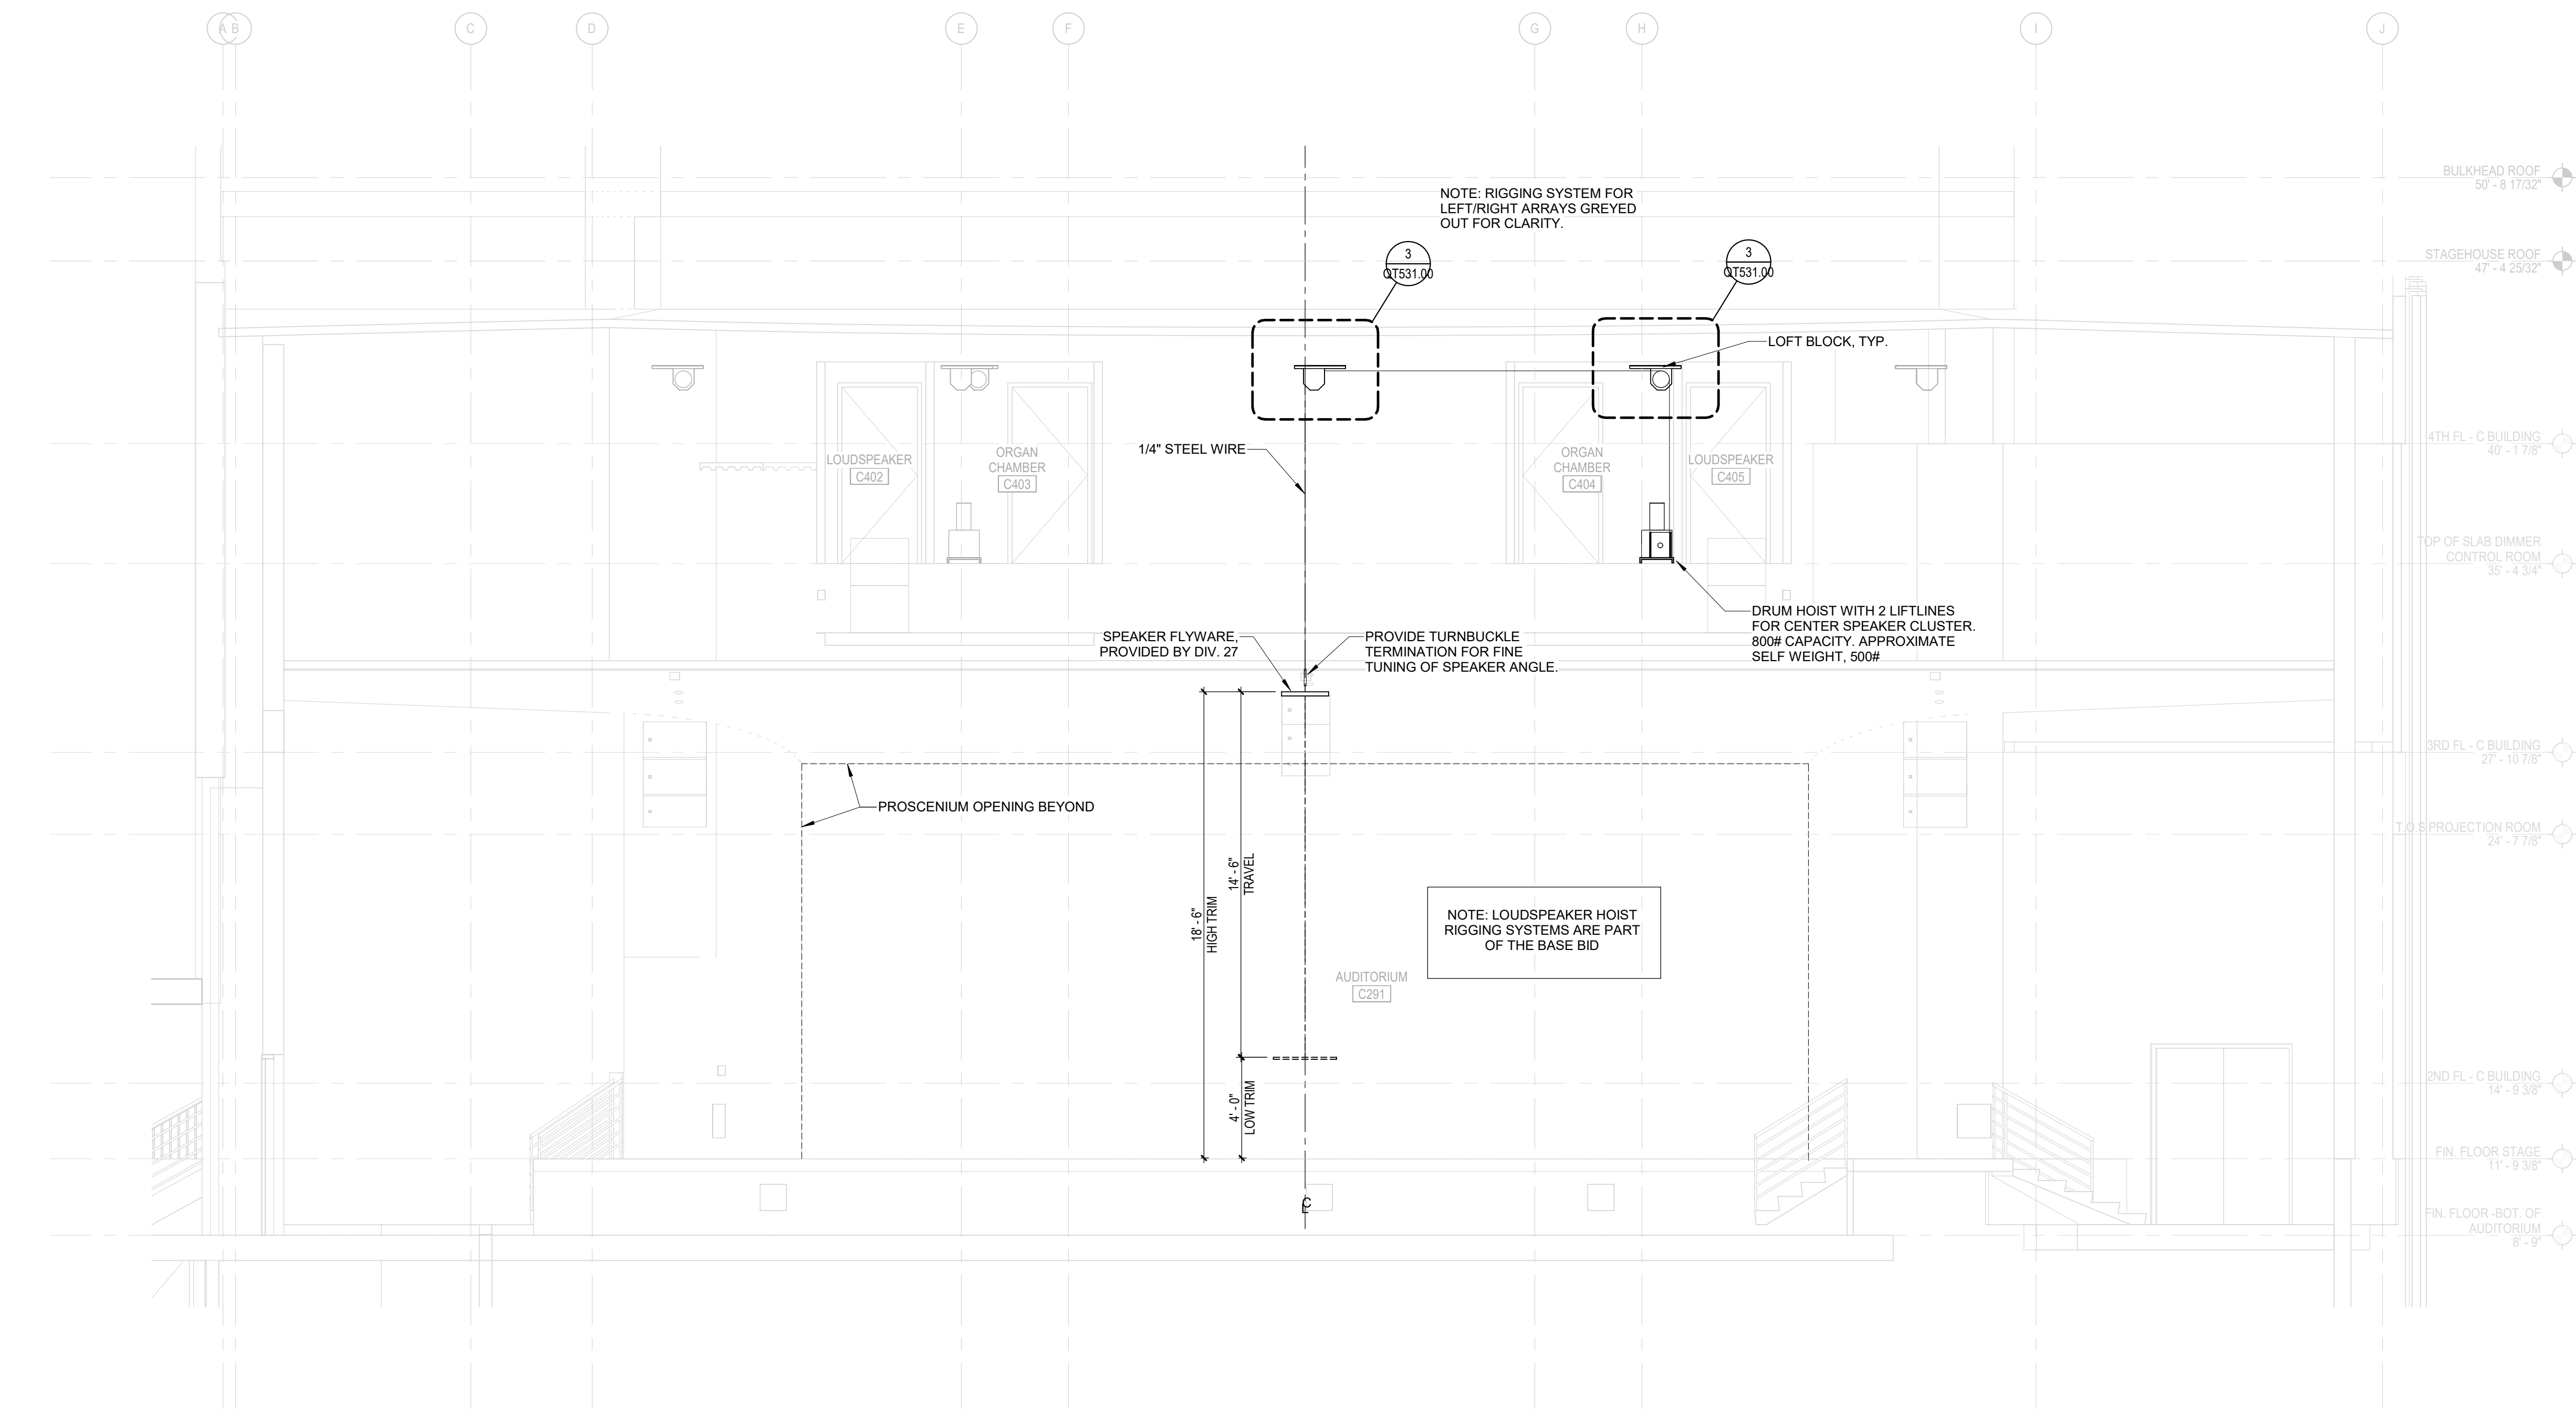 A
B
C
D
E
F
G
H
I
J
BULKHEAD ROOF
50' - 8 17/32"
NOTE: RIGGING SYSTEM FOR
LEFT/RIGHT ARRAYS GREYED
OUT FOR CLARITY.
STAGEHOUSE ROOF
47' - 4 25/32"
3
QT531.00
3
QT531.00
LOFT BLOCK, TYP.
4TH FL - C BUILDING
40' - 1 7/8"
1/4" STEEL WIRE
LOUDSPEAKER
C402
ORGAN
CHAMBER
C403
ORGAN
CHAMBER
C404
LOUDSPEAKER
C405
TOP OF SLAB DIMMER
CONTROL ROOM
35' - 4 3/4"
DRUM HOIST WITH 2 LIFTLINES
FOR CENTER SPEAKER CLUSTER.
800# CAPACITY. APPROXIMATE
SELF WEIGHT, 500#
SPEAKER FLYWARE,
PROVIDED BY DIV. 27
PROVIDE TURNBUCKLE
TERMINATION FOR FINE
TUNING OF SPEAKER ANGLE.
3RD FL - C BUILDING
27' - 10 7/8"
PROSCENIUM OPENING BEYOND
T.O.S PROJECTION ROOM
24' - 7 7/8"
14' - 6"
TRAVEL
18' - 6"
HIGH TRIM
NOTE: LOUDSPEAKER HOIST
RIGGING SYSTEMS ARE PART
OF THE BASE BID
AUDITORIUM
C291
4' - 0"
LOW TRIM
2ND FL - C BUILDING
14' - 9 3/8"
FIN. FLOOR STAGE
11' - 9 3/8"
CL
FIN. FLOOR -BOT. OF
AUDITORIUM
8' - 9"